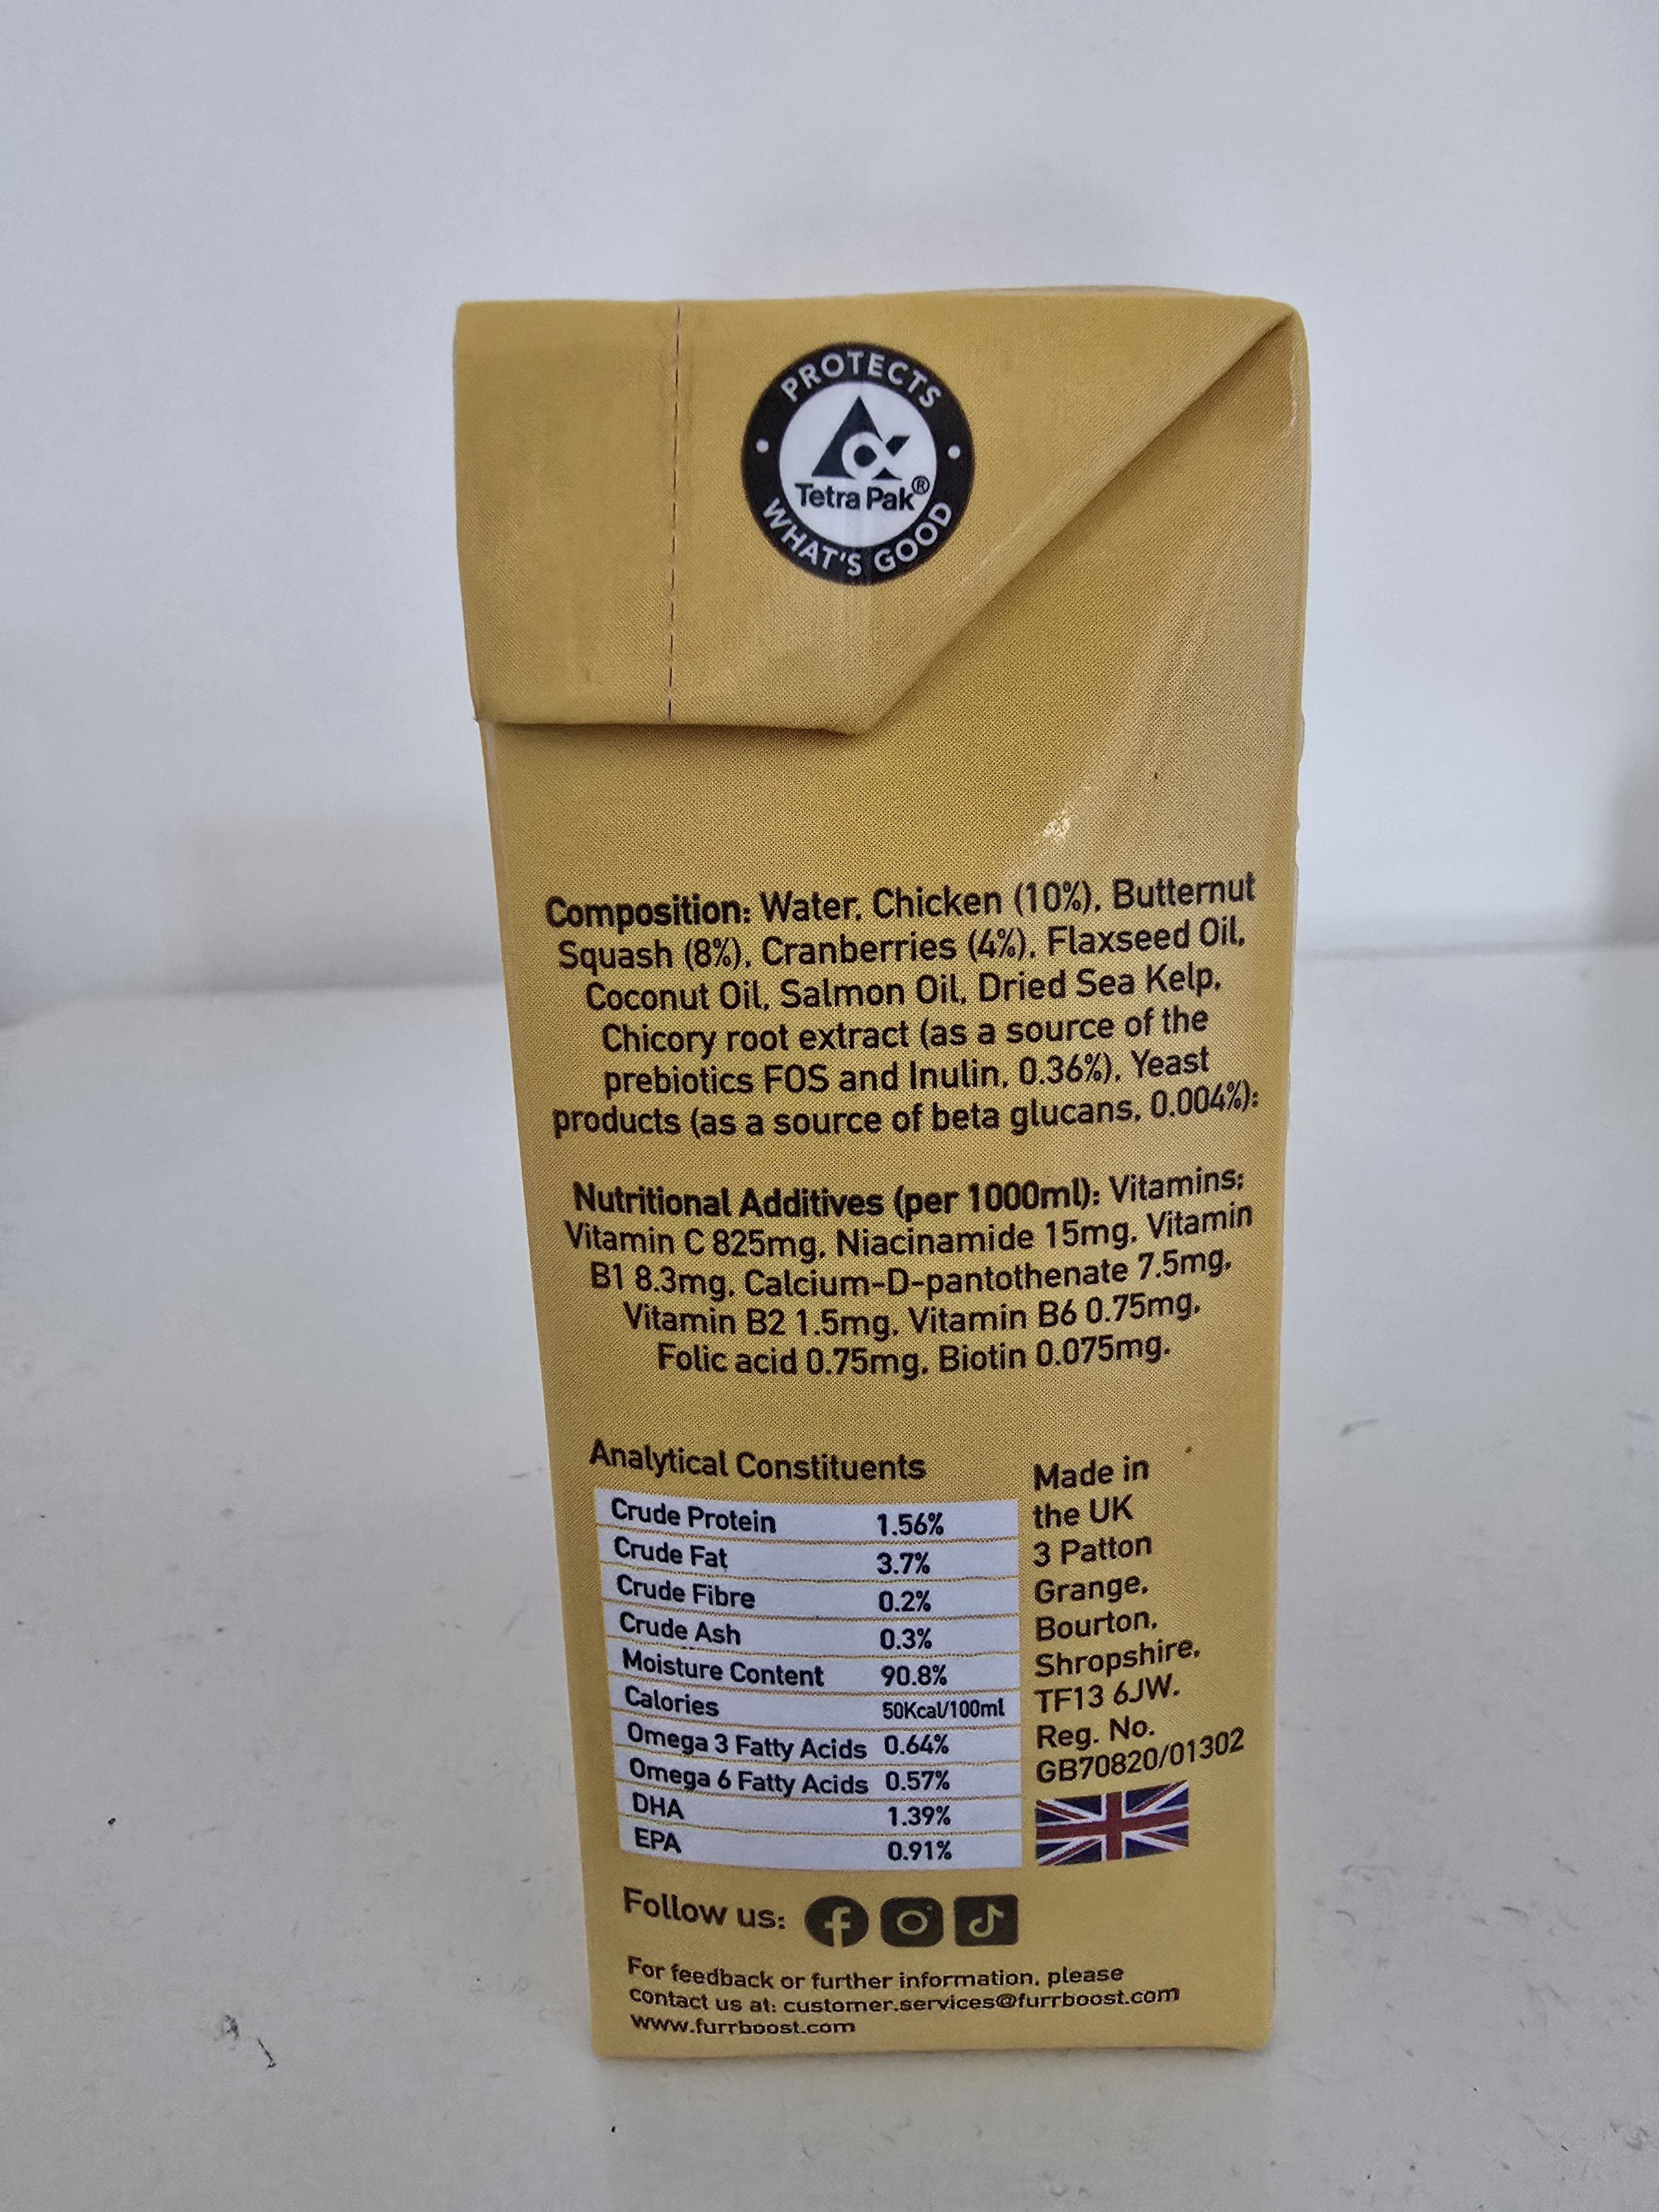 PROTECTS
Tetra Pak®
WHAT'S GOOD
Composition: Water, Chicken (10%), Butternut
Squash (8%), Cranberries (4%), Flaxseed Oil,
Coconut Oil, Salmon Oil, Dried Sea Kelp,
Chicory root extract (as a source of the
prebiotics FOS and Inulin, 0.36%), Yeast
products (as a source of beta glucans, 0.004%):
Nutritional Additives (per 1000ml): Vitamins:
Vitamin C 825mg, Niacinamide 15mg, Vitamin
B1 8.3mg, Calcium-D-pantothenate 7.5mg,
Vitamin B2 1.5mg, Vitamin B6 0.75mg,
Folic acid 0.75mg, Biotin 0.075mg.
Analytical Constituents
Crude Protein 1.56%
Crude Fat 3.7%
Crude Fibre 0.2%
Crude Ash 0.3%
Moisture Content 90.8%
Calories 50Kcal/100ml
Omega 3 Fatty Acids 0.64%
Omega 6 Fatty Acids 0.57%
DHA 1.39%
EPA 0.91%
Made in
the UK
3 Patton
Grange,
Bourton,
Shropshire,
TF13 6JW.
Reg. No.
GB70820/01302
Follow us:
For feedback or further information, please
contact us at: customer.services@furrboost.com
www.furrboost.com